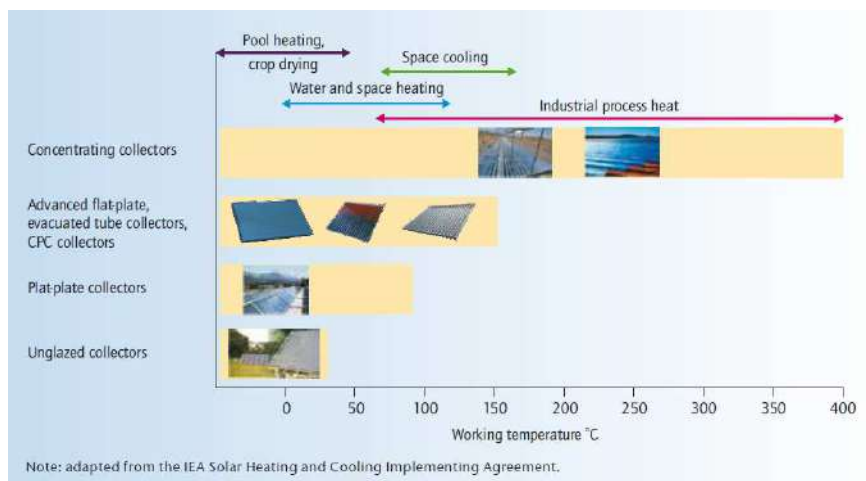 Pool heating,
crop drying
Space cooling
Water and space heating
Industrial process heat
Concentrating collectors
Advanced flat-plate,
evacuated tube collectors,
CPC collectors
Plat-plate collectors
Unglazed collectors
0 50 100 150 200 250 300 350 400
Working temperature °C
Note: adapted from the IEA Solar Heating and Cooling Implementing Agreement.